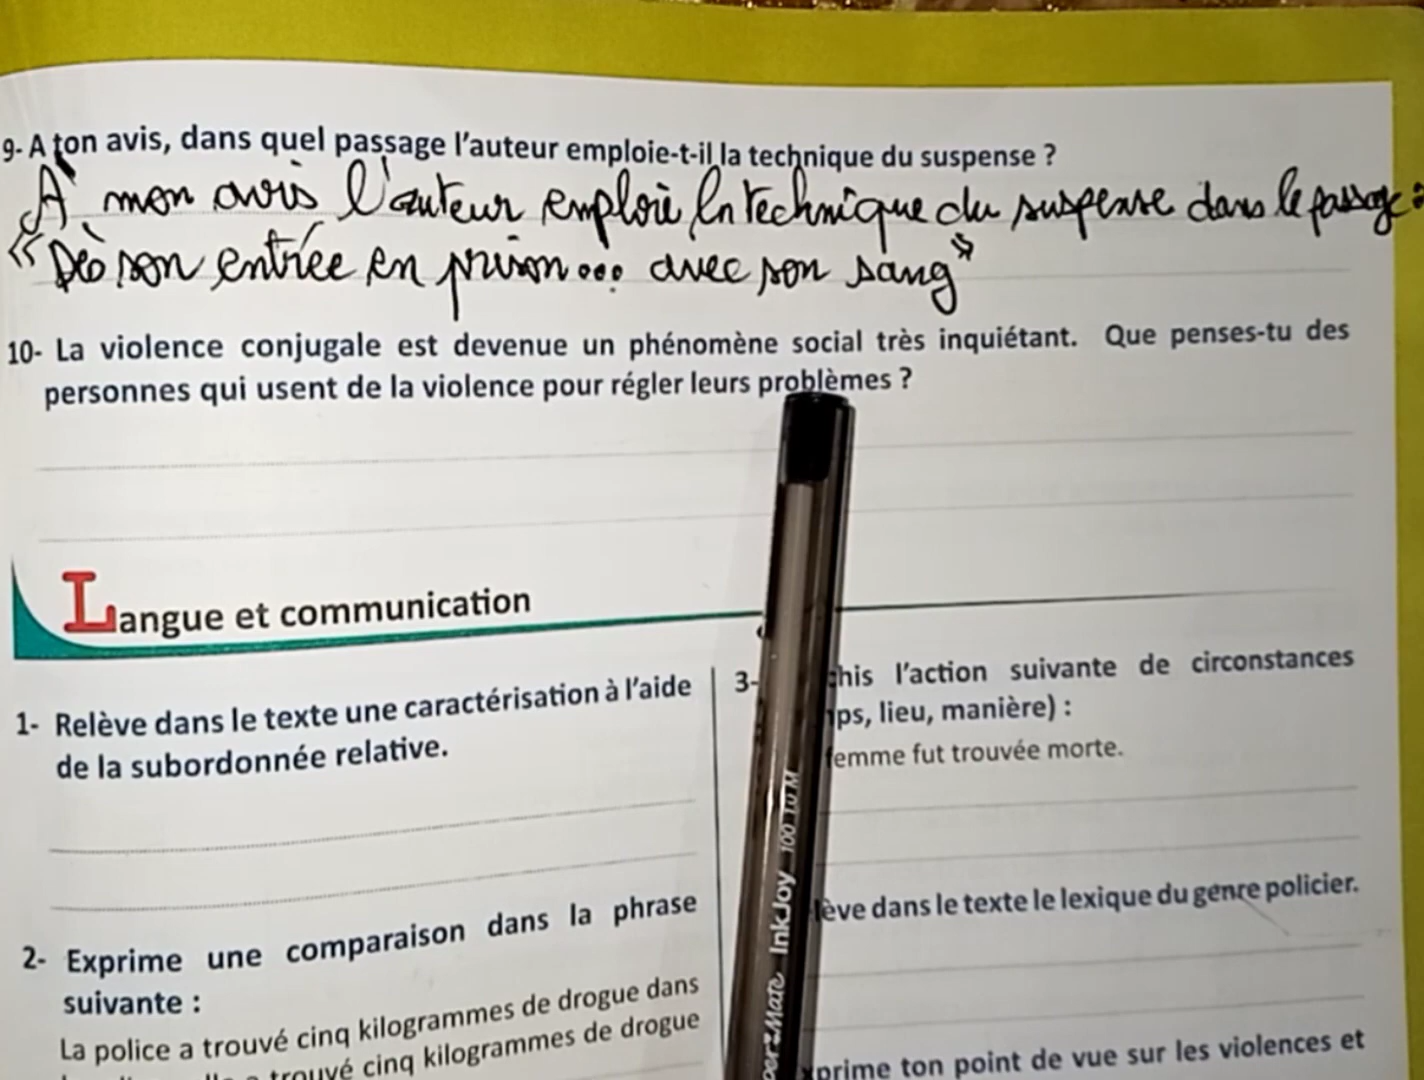 9- A ton avis, dans quel passage l'auteur emploie-t-il la technique du suspense ?
A mon avis l'auteur emploie la technique du suspense dans le passage :
"Dès son entrée en prison... avec son sang"
10- La violence conjugale est devenue un phénomène social très inquiétant. Que penses-tu des
personnes qui usent de la violence pour régler leurs problèmes ?
Langue et communication
1- Relève dans le texte une caractérisation à l'aide
de la subordonnée relative.
2- Exprime une comparaison dans la phrase
suivante :
La police a trouvé cinq kilogrammes de drogue dans
trouvé cinq kilogrammes de drogue
3- l'action suivante de circonstances
lieu, manière) :
femme fut trouvée morte.
dans le texte le lexique du genre policier.
ton point de vue sur les violences et
Mate InkJoy 100 1.0 M